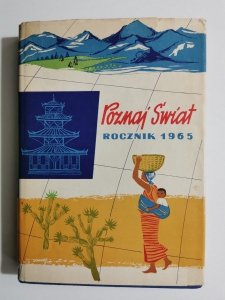 Poznaj Świat
ROCZNIK 1965